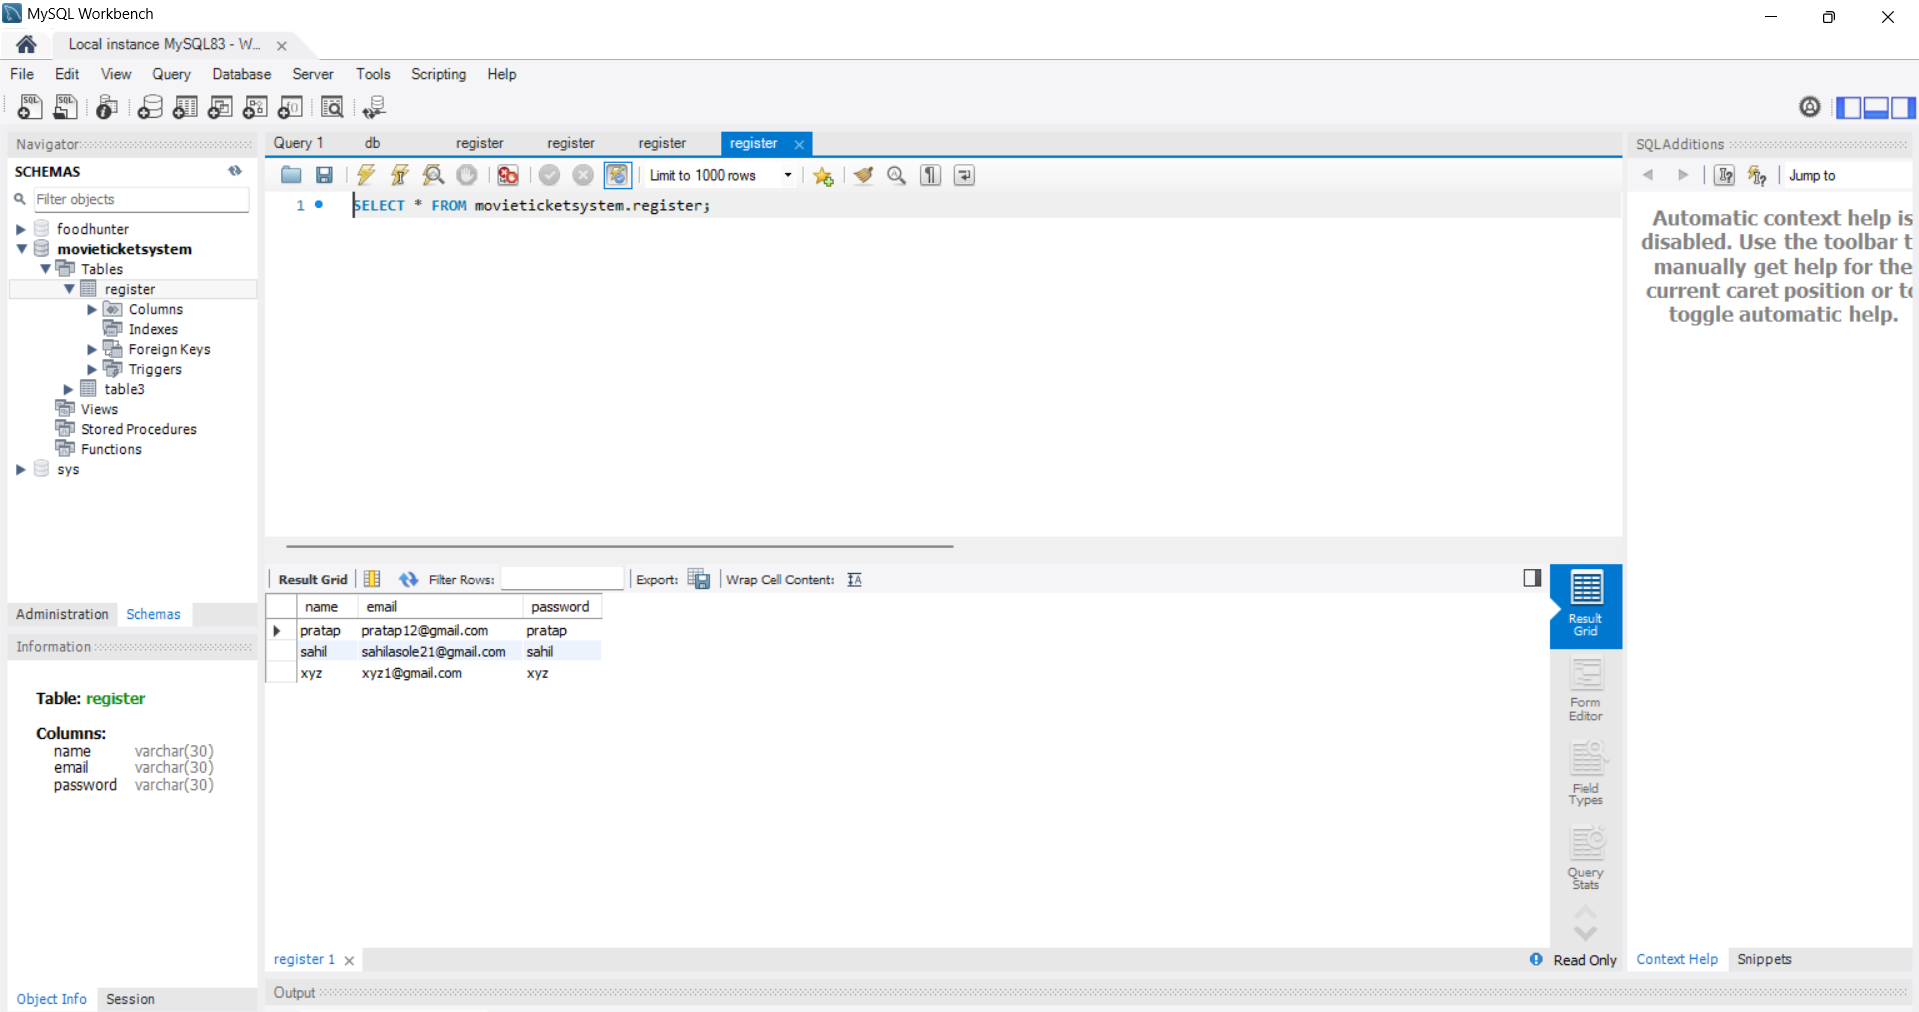 MySQL Workbench
Local instance MySQL83 - W...
File Edit View Query Database Server Tools Scripting Help
Navigator
SCHEMAS
Filter objects
foodhunter
movieticketsystem
Tables
register
Columns
Indexes
Foreign Keys
Triggers
table3
Views
Stored Procedures
Functions
sys
Administration Schemas
Information
Table: register
Columns:
name varchar(30)
email varchar(30)
password varchar(30)
Object Info Session
Query 1 db register register register register
Limit to 1000 rows
1 SELECT * FROM movieticketsystem.register;
Result Grid Filter Rows: Export: Wrap Cell Content:
name email password
pratap pratap12@gmail.com pratap
sahil sahilasole21@gmail.com sahil
xyz xyz1@gmail.com xyz
Result
Grid
Form
Editor
Field
Types
Query
Stats
register 1
Read Only
Output
SQLAdditions
Jump to
Automatic context help is
disabled. Use the toolbar t
manually get help for the
current caret position or to
toggle automatic help.
Context Help Snippets